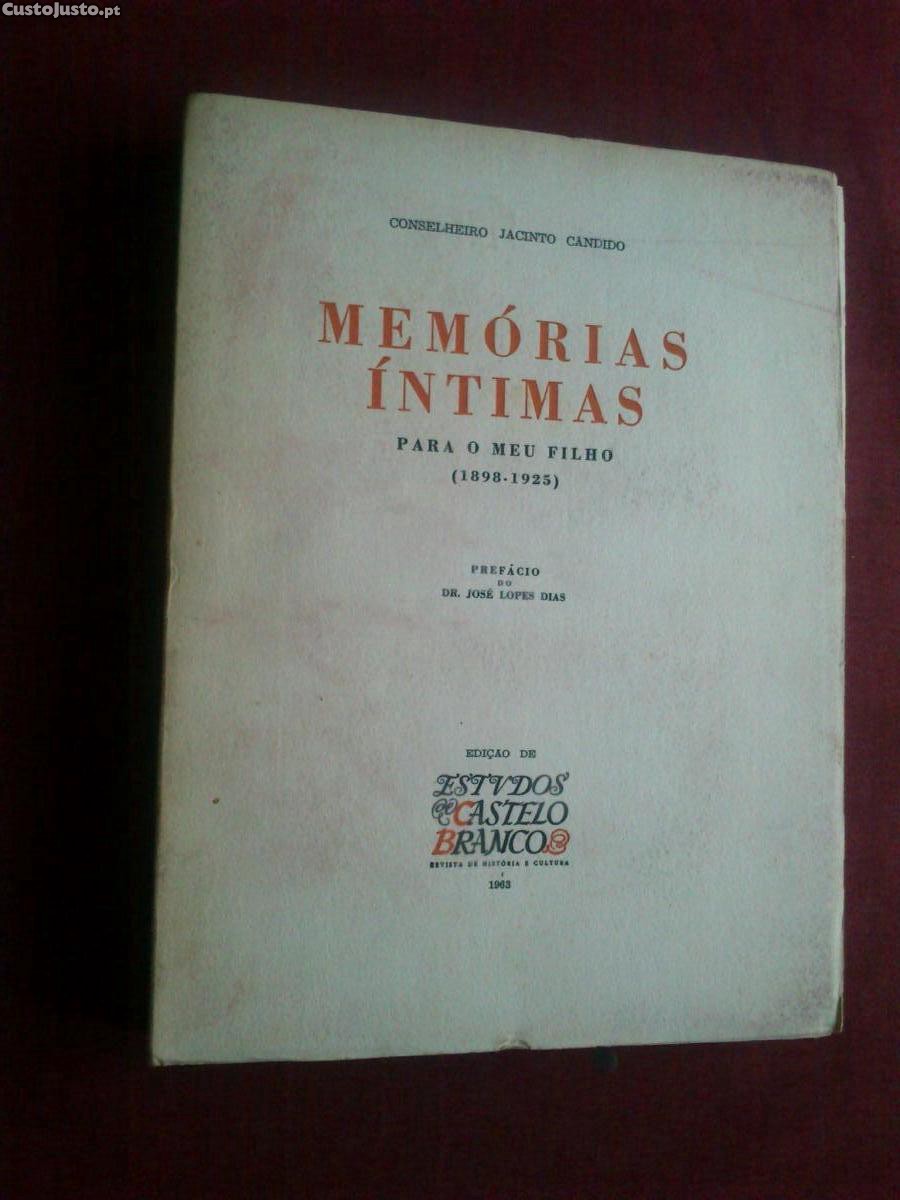 CustoJusto.pt
CONSELHEIRO JACINTO CANDIDO
MEMÓRIAS
ÍNTIMAS
PARA O MEU FILHO
(1898-1925)
PREFÁCIO
DO
DR. JOSÉ LOPES DIAS
EDIÇÃO DE
ESTVDOS
DE CASTELO
BRANCO
REVISTA DE HISTÓRIA E CULTURA
1963